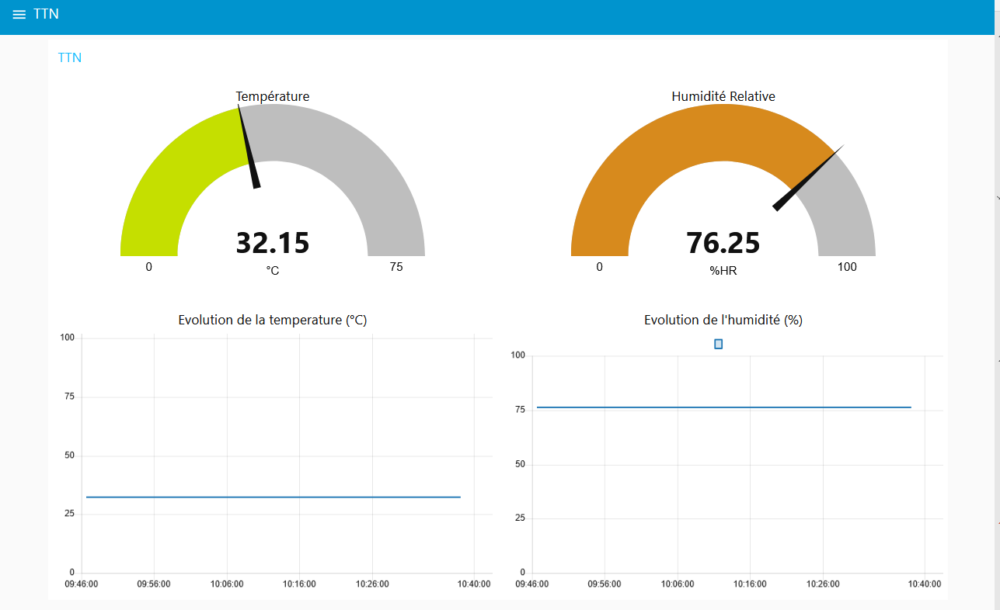 TTN
TTN
Température
32.15
0
°C
75
Humidité Relative
76.25
0
%HR
100
Evolution de la temperature (°C)
100
75
50
25
0
09:46:00 09:56:00 10:06:00 10:16:00 10:26:00 10:40:00
Evolution de l'humidité (%)
100
75
50
25
0
09:46:00 09:56:00 10:06:00 10:16:00 10:26:00 10:40:00